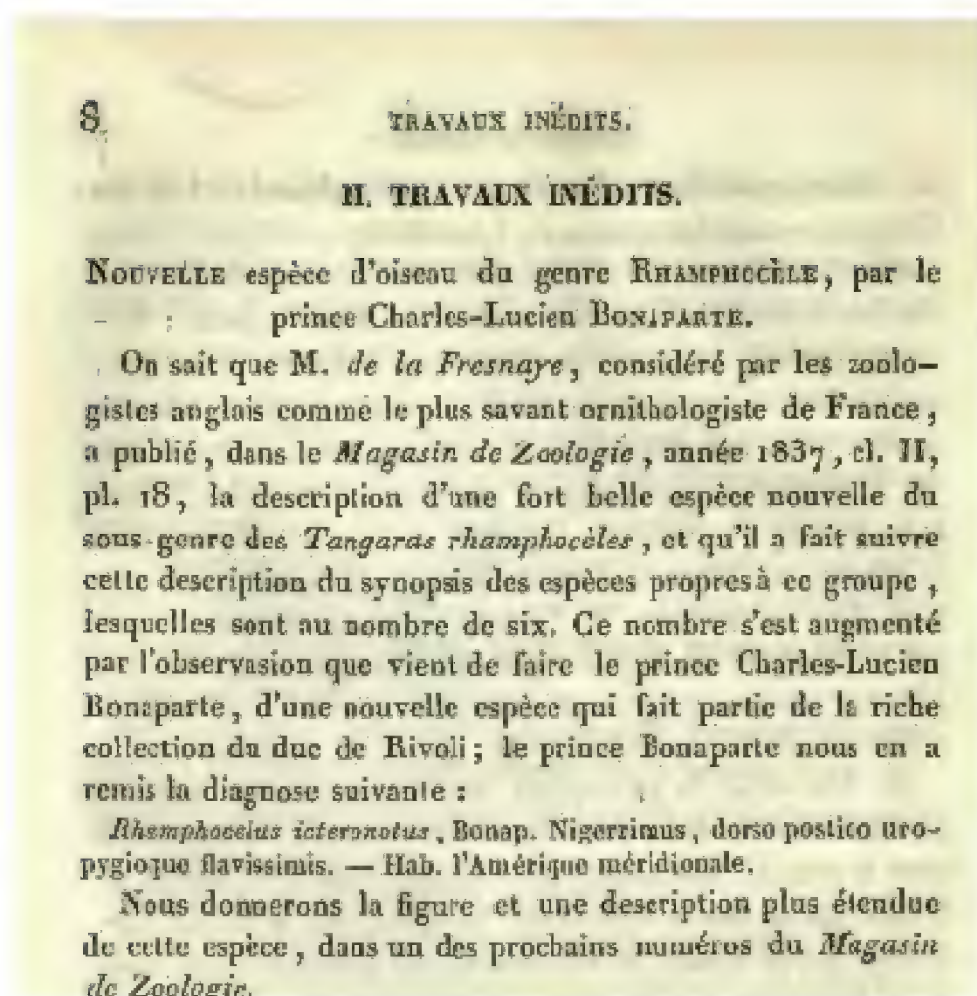 8 TRAVAUX INÉDITS.
II. TRAVAUX INÉDITS.
NOUVELLE espèce d'oiseau du genre RHAMPHOCÈLE, par le
prince Charles-Lucien BONAPARTE.
On sait que M. de la Fresnaye, considéré par les zoolo-
gistes anglais comme le plus savant ornithologiste de France,
a publié, dans le Magasin de Zoologie, année 1837, cl. II,
pl. 18, la description d'une fort belle espèce nouvelle du
sous-genre des Tangaras rhamphocèles, et qu'il a fait suivre
cette description du synopsis des espèces propres à ce groupe,
lesquelles sont au nombre de six. Ce nombre s'est augmenté
par l'observasion que vient de faire le prince Charles-Lucien
Bonaparte, d'une nouvelle espèce qui fait partie de la riche
collection du duc de Rivoli; le prince Bonaparte nous en a
remis la diagnose suivante :
Rhamphocelus icteronotus, Bonap. Nigerrimus, dorso postico uro-
pygioque flavissimis. — Hab. l'Amérique méridionale.
Nous donnerons la figure et une description plus étendue
de cette espèce, dans un des prochains numéros du Magasin
de Zoologie.